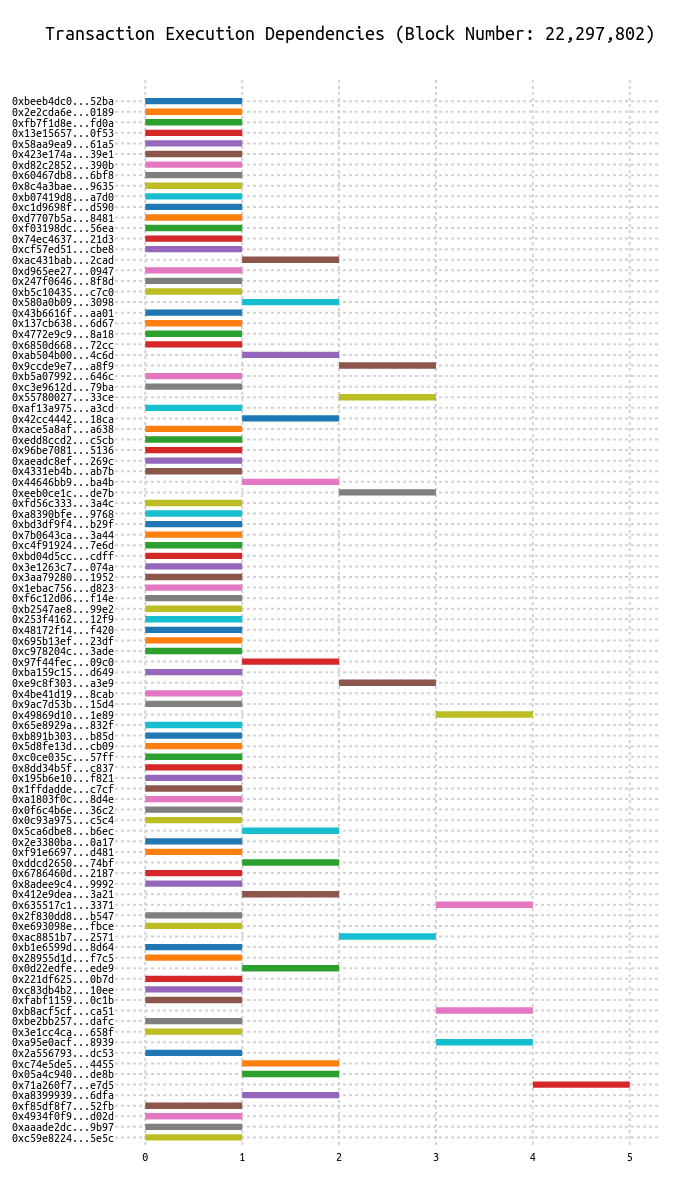 Transaction Execution Dependencies (Block Number: 22,297,802)
0xbeeb4dc0...52ba
0x2e2cda6e...0189
0xfb7f1d8e...fd0a
0x13e15657...0f53
0x58aa9ea9...61a5
0x423e174a...39e1
0xd82c2852...390b
0x60467db8...6bf8
0x8c4a3bae...9635
0xb07419d8...a7d0
0xc1d9698f...d590
0xd7707b5a...8481
0xf03198dc...56ea
0x74ec4637...21d3
0xcf57ed51...cbe8
0xac431bab...2cad
0xd965ee27...0947
0x247f0646...8f8d
0xb5c10435...c7c0
0x580a0b09...3098
0x43b6616f...aa01
0x137cb638...6d67
0x4772e9c9...8a18
0x6850d668...72cc
0xab504b00...4c6d
0x9ccde9e7...a8f9
0xb5a07992...646c
0xc3e9612d...79ba
0x55780027...33ce
0xaf13a975...a3cd
0x42cc4442...18ca
0xace5a8af...a638
0xedd8ccd2...c5cb
0x96be7081...5136
0xaeadc8ef...269c
0x4331eb4b...ab7b
0x44646bb9...ba4b
0xeeb0ce1c...de7b
0xfd56c333...3a4c
0xa8390bfe...9768
0xbd3df9f4...b29f
0x7b0643ca...3a44
0xc4f91924...7e6d
0xbd04d5cc...cdff
0x3e1263c7...074a
0x3aa79280...1952
0x1ebac756...d823
0xf6c12d06...f14e
0xb2547ae8...99e2
0x253f4162...12f9
0x48172f14...f420
0x695b13ef...23df
0xc978204c...3ade
0x97f44fec...09c0
0xba159c15...d649
0xe9c8f303...a3e9
0x4be41d19...8cab
0x9ac7d53b...15d4
0x49869d10...1e89
0x65e8929a...832f
0xb891b303...b85d
0x5d8fe13d...cb09
0xc0ce035c...57ff
0x8dd34b5f...c837
0x195b6e10...f821
0x1ffdadde...c7cf
0xa1803f0c...8d4e
0x0f6c4b6e...36c2
0x0c93a975...c5c4
0x5ca6dbe8...b6ec
0x2e3380ba...0a17
0xf91e6697...d481
0xddcd2650...74bf
0x6786460d...2187
0x8adee9c4...9992
0x412e9dea...3a21
0x635517c1...3371
0x2f830dd8...b547
0xe693098e...fbce
0xac8851b7...2571
0xb1e6599d...8d64
0x28955d1d...f7c5
0x0d22edfe...ede9
0x221df625...0b7d
0xc83db4b2...10ee
0xfabf1159...0c1b
0xb8acf5cf...ca51
0xbe2bb257...dafc
0x3e1cc4ca...658f
0xa95e0acf...8939
0x2a556793...dc53
0xc74e5de5...4455
0x05a4c940...de8b
0x71a260f7...e7d5
0xa8399939...6dfa
0xf85df8f7...52fb
0x4934f0f9...d02d
0xaaade2dc...9b97
0xc59e8224...5e5c
0 1 2 3 4 5